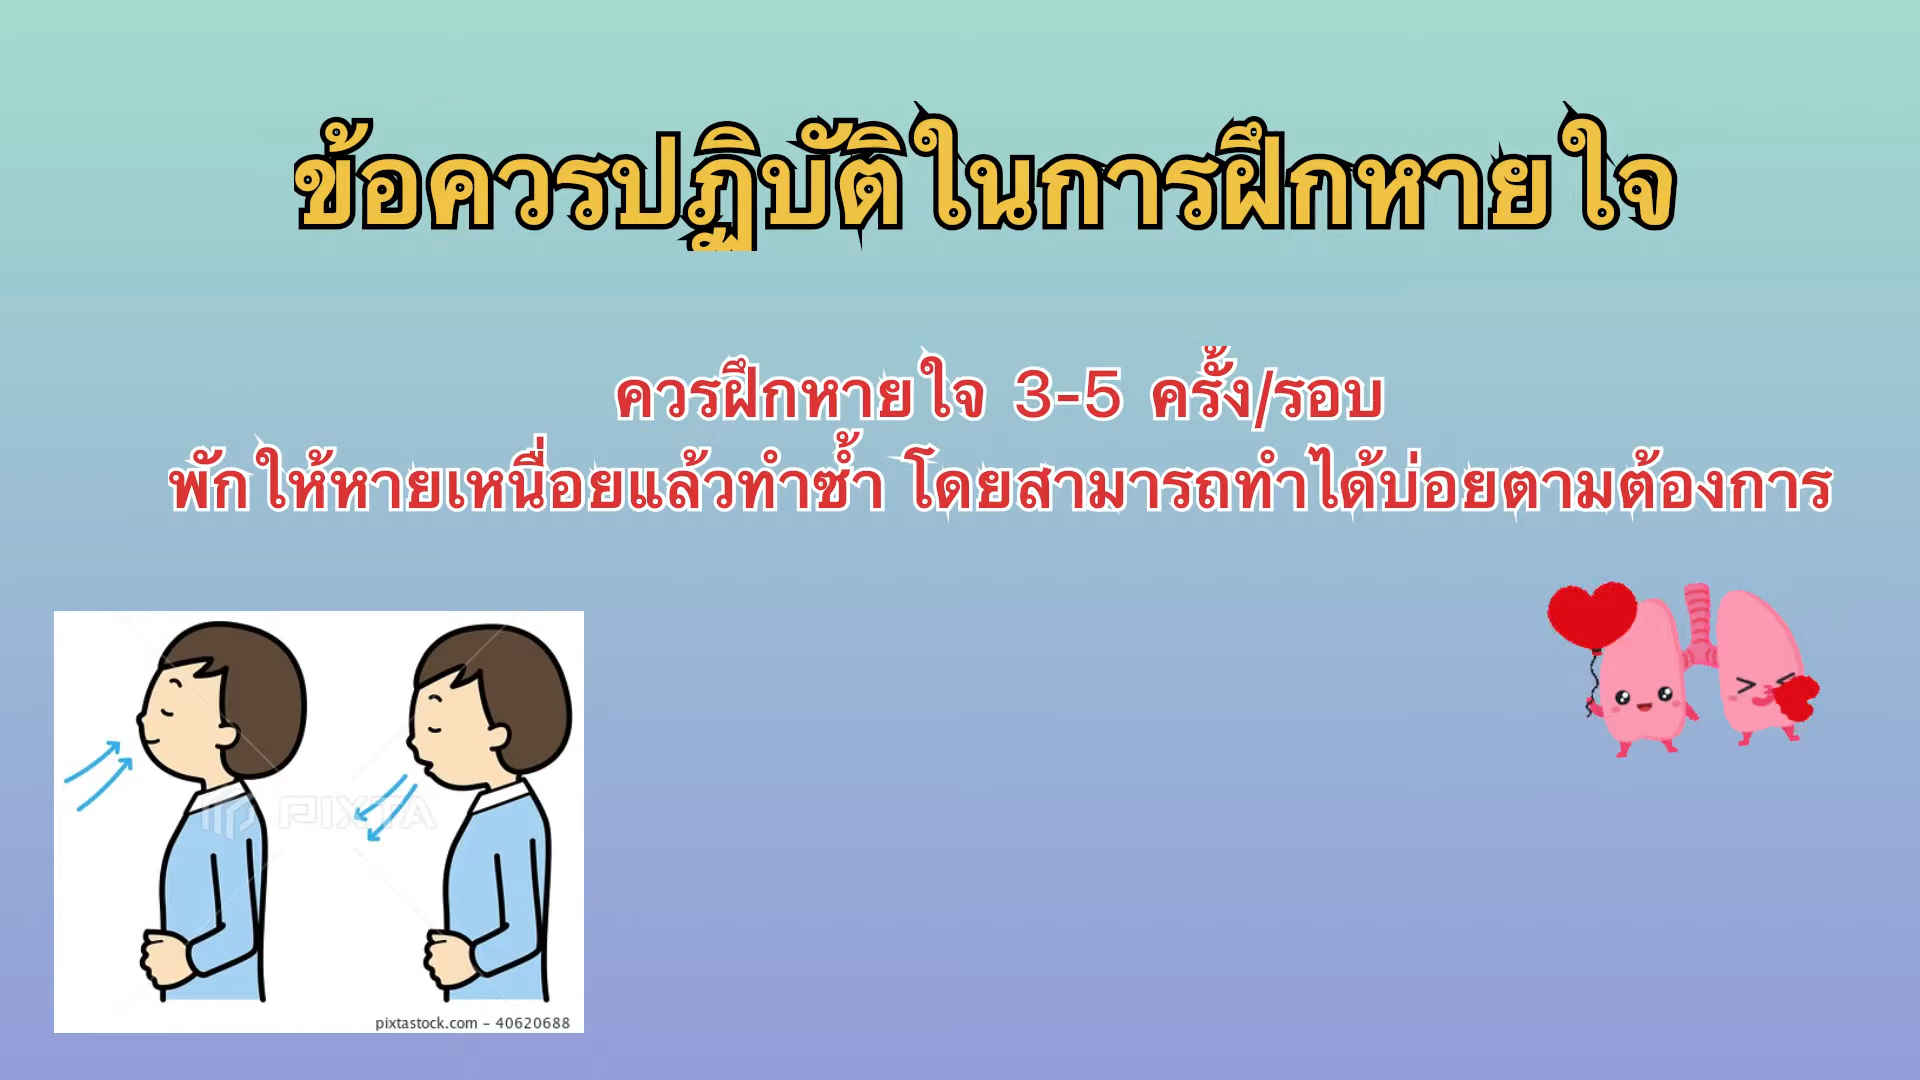 ข้อควรปฏิบัติในการฝึกหายใจ
ควรฝึกหายใจ 3-5 ครั้ง/รอบ
พักให้หายเหนื่อยแล้วทำซ้ำ โดยสามารถทำได้บ่อยตามต้องการ
PIXTA
pixtastock.com - 40620688